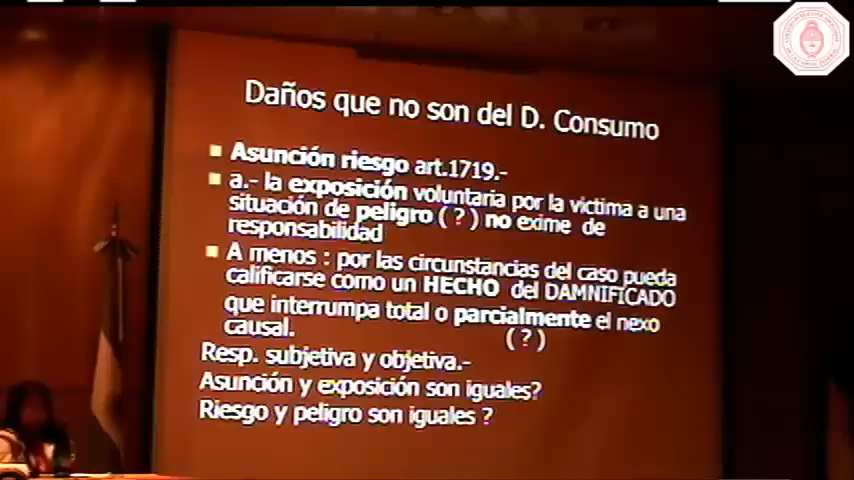 Daños que no son del D. Consumo
Asunción riesgo art.1719.-
a.- la exposición voluntaria por la victima a una
situación de peligro ( ? ) no exime de
responsabilidad
A menos : por las circunstancias del caso pueda
calificarse como un HECHO del DAMNIFICADO
que interrumpa total o parcialmente el nexo
causal. ( ? )
Resp. subjetiva y objetiva.-
Asunción y exposición son iguales?
Riesgo y peligro son iguales ?